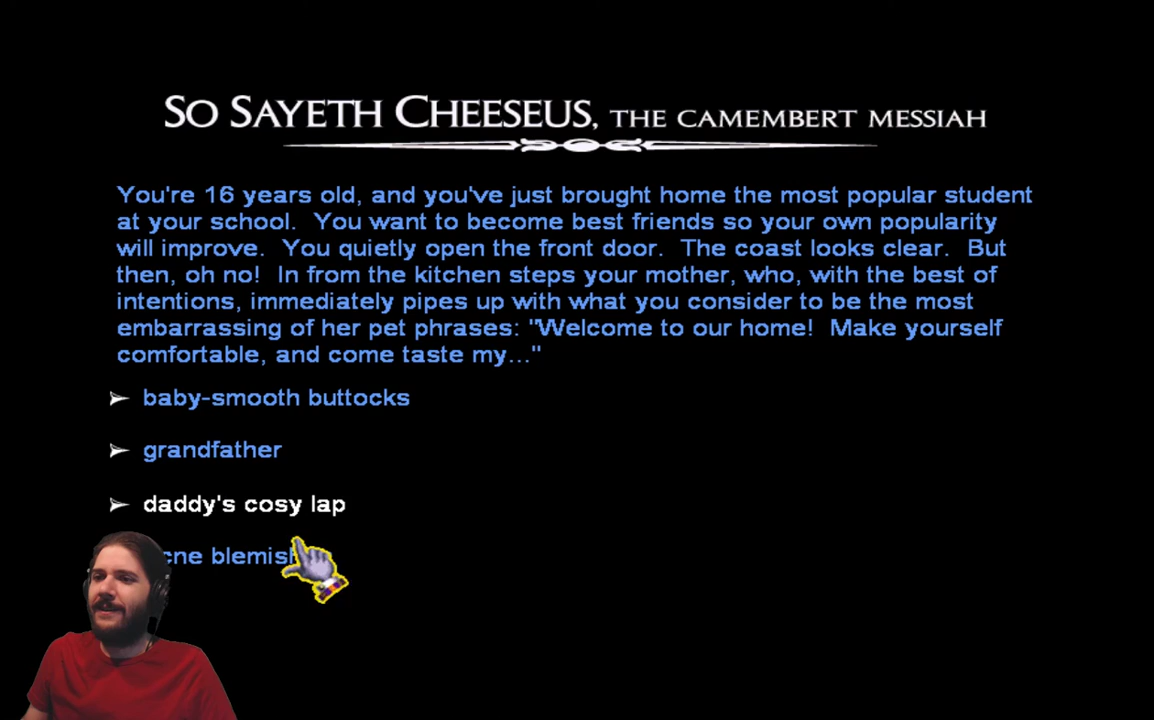 So Sayeth Cheeseus, the Camembert Messiah
You're 16 years old, and you've just brought home the most popular student
at your school. You want to become best friends so your own popularity
will improve. You quietly open the front door. The coast looks clear. But
then, oh no! In from the kitchen steps your mother, who, with the best of
intentions, immediately pipes up with what you consider to be the most
embarrassing of her pet phrases: "Welcome to our home! Make yourself
comfortable, and come taste my..."
baby-smooth buttocks
grandfather
daddy's cosy lap